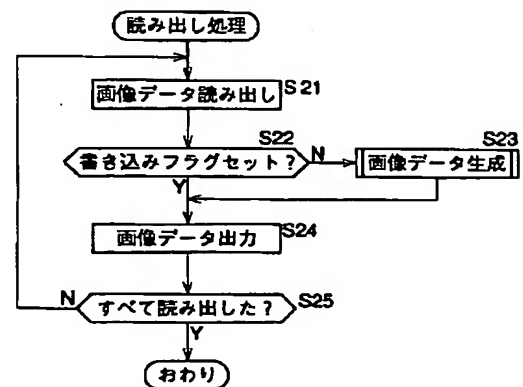 読み出し処理
画像データ読み出し S21
S22
書き込みフラグセット? N
S23
画像データ生成
Y
画像データ出力 S24
N すべて読み出した? S25
Y
おわり